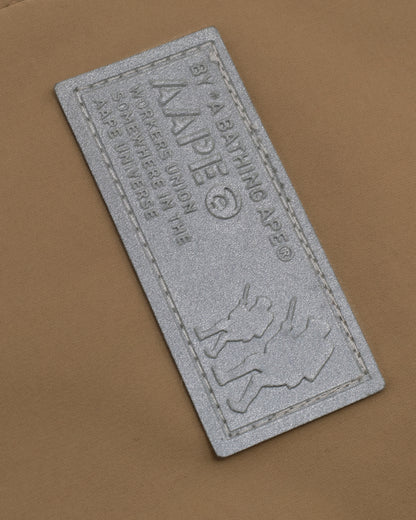 BY *A BATHING APE®
AAPE®
WORKERS UNION
SOMEWHERE IN THE
AAPE UNIVERSE